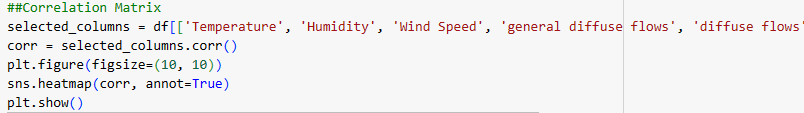 ##Correlation Matrix
selected_columns = df[['Temperature', 'Humidity', 'Wind Speed', 'general diffuse flows', 'diffuse flows'
corr = selected_columns.corr()
plt.figure(figsize=(10, 10))
sns.heatmap(corr, annot=True)
plt.show()